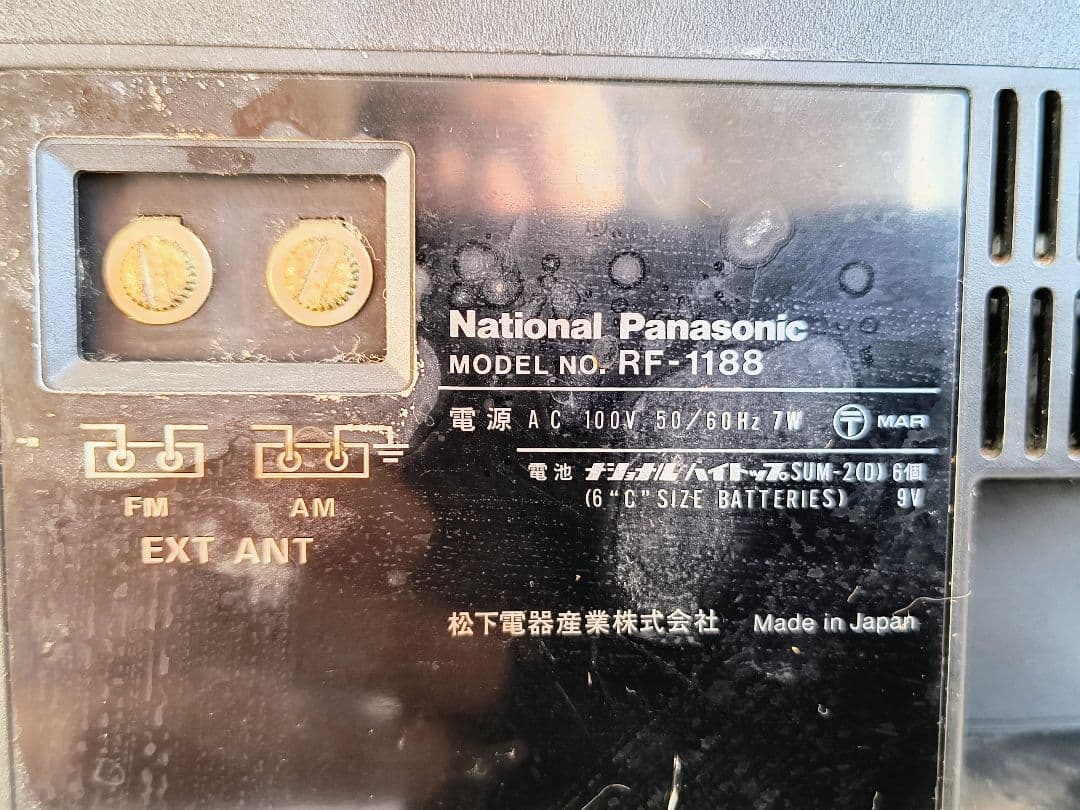 National Panasonic
MODEL NO. RF-1188
電源 AC 100V 50/60Hz 7W 〒 MAR
電池 ナショナルハイトップ SUM-2(D) 6個
(6 "C" SIZE BATTERIES) 9V
FM AM
EXT ANT
松下電器産業株式会社 Made in Japan